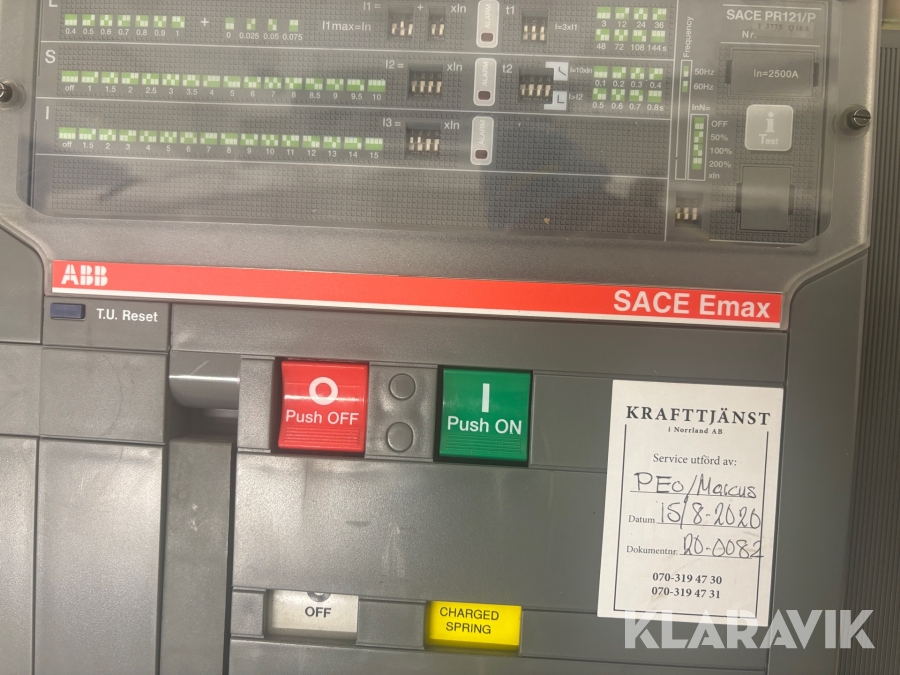 L
0.4 0.5 0.6 0.7 0.8 0.9 1 + 0 0.025 0.05 0.075
I1=
I1max=In
+ xIn
ALARM
t1
I=3xI1
3 12 24 36
48 72 108 144s
S
off 1 1.5 2 2.5 3 3.5 4 5 6 7 8 8.5 9 9.5 10
I2= xIn
ALARM
t2
I=10xIn
I>I2
0.1 0.2 0.3 0.4
0.5 0.6 0.7 0.8s
I
off 1.5 2 3 4 5 6 7 8 9 10 11 12 13 14 15
I3= xIn
ALARM
Frequency
50Hz
60Hz
InN=
OFF
50%
100%
200%
xIn
SACE PR121/P
Nr.
In=2500A
i
Test
ABB
SACE Emax
T.U. Reset
O
Push OFF
I
Push ON
OFF
CHARGED
SPRING
KRAFTTJÄNST
i Norrland AB
Service utförd av:
PEO/Marcus
Datum 15/8-2020
Dokumentnr. 20-0082
070-319 47 30
070-319 47 31
KLARAVIK